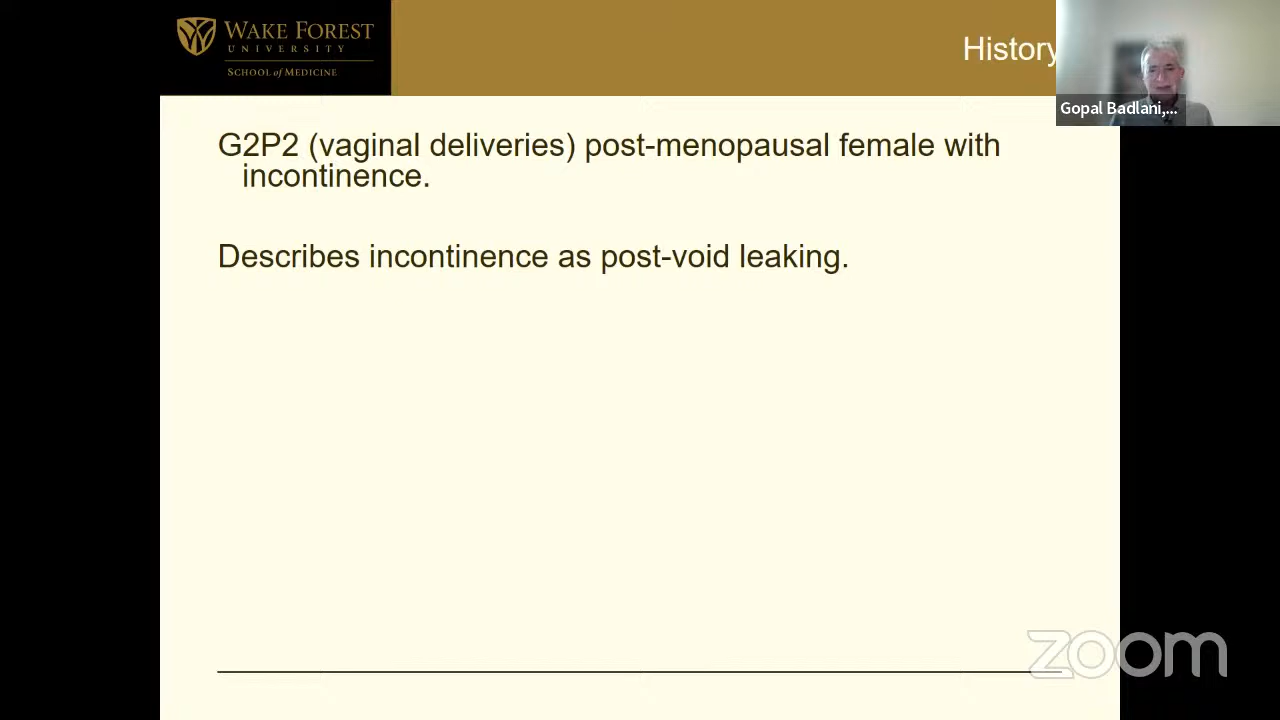 WAKE FOREST
UNIVERSITY
SCHOOL of MEDICINE
History
Gopal Badlani,...
G2P2 (vaginal deliveries) post-menopausal female with
incontinence.
Describes incontinence as post-void leaking.
zoom